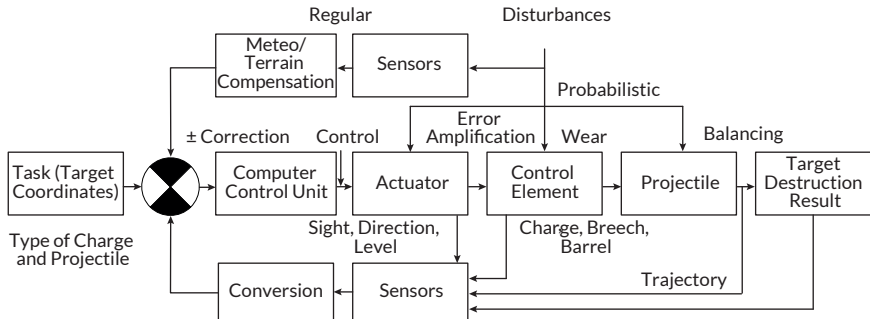 Regular
Disturbances
Meteo/
Terrain
Compensation
Sensors
Probabilistic
± Correction
Control
Error
Amplification
Wear
Balancing
Task (Target
Coordinates)
Computer
Control Unit
Actuator
Control
Element
Projectile
Target
Destruction
Result
Type of Charge
and Projectile
Sight, Direction,
Level
Charge, Breech,
Barrel
Trajectory
Conversion
Sensors